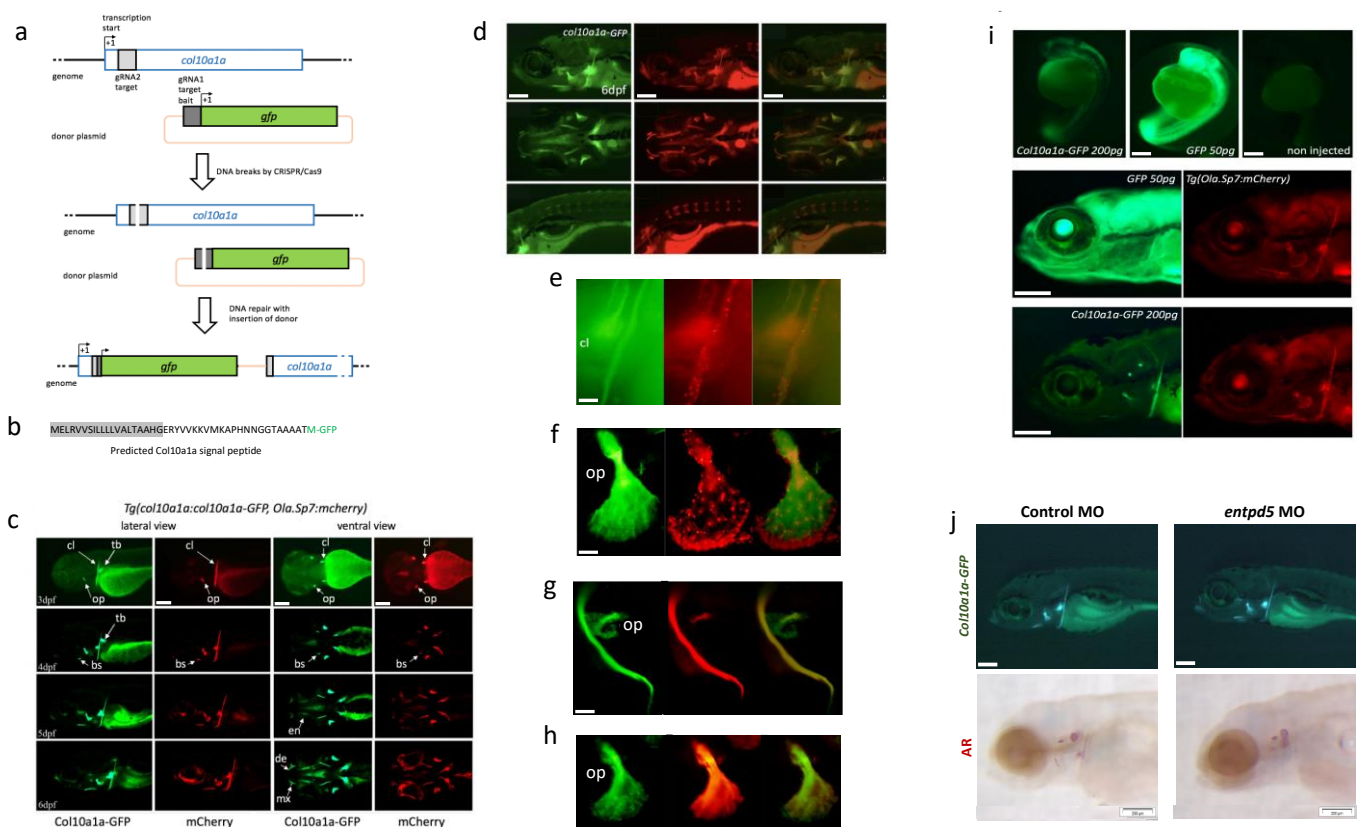 a
transcription
start
+1
col10a1a
genome
gRNA2
target
gRNA1
target
bait
+1
gfp
donor plasmid
DNA breaks by CRISPR/Cas9
col10a1a
genome
gfp
donor plasmid
DNA repair with
insertion of donor
+1
gfp
col10a1a
genome
b
MELRVVSILLLLVALTAAHGERYVVKKVMKAPHNNGGTAAAATM-GFP
Predicted Col10a1a signal peptide
c
Tg(col10a1a:col10a1a-GFP, Ola.Sp7:mcherry)
lateral view
ventral view
cl
tb
op
3dpf
cl
op
cl
op
cl
op
tb
bs
4dpf
bs
bs
bs
5dpf
en
6dpf
de
mx
Col10a1a-GFP
mCherry
Col10a1a-GFP
mCherry
d
col10a1a-GFP
6dpf
e
cl
f
op
g
op
h
op
i
Col10a1a-GFP 200pg
GFP 50pg
non injected
GFP 50pg
Tg(Ola.Sp7:mCherry)
Col10a1a-GFP 200pg
j
Control MO
entpd5 MO
Col10a1a-GFP
AR
200 µm
200 µm